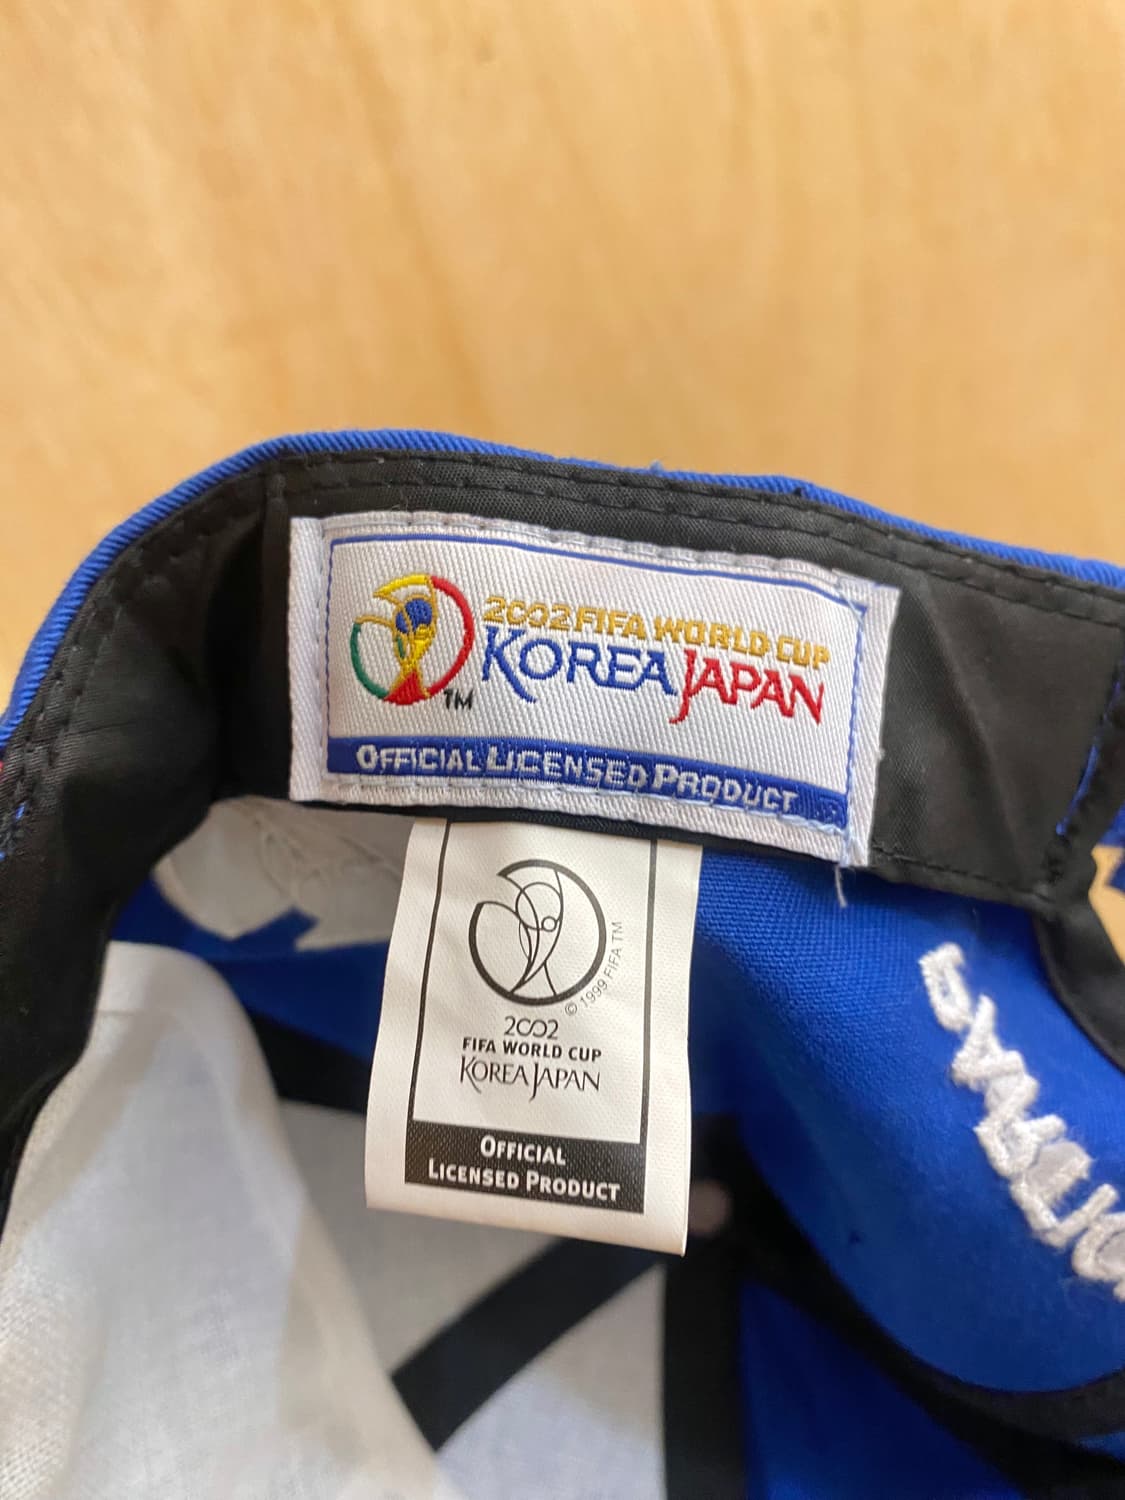 2002 FIFA WORLD CUP
KOREA JAPAN
TM
OFFICIAL LICENSED PRODUCT
© 1999 FIFA TM
2002
FIFA WORLD CUP
KOREA JAPAN
OFFICIAL
LICENSED PRODUCT